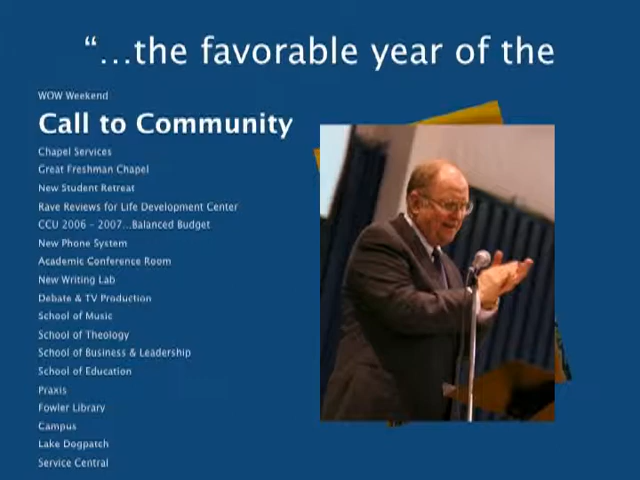 “...the favorable year of the
WOW Weekend
Call to Community
Chapel Services
Great Freshman Chapel
New Student Retreat
Rave Reviews for Life Development Center
CCU 2006 - 2007...Balanced Budget
New Phone System
Academic Conference Room
New Writing Lab
Debate & TV Production
School of Music
School of Theology
School of Business & Leadership
School of Education
Praxis
Fowler Library
Campus
Lake Dogpatch
Service Central